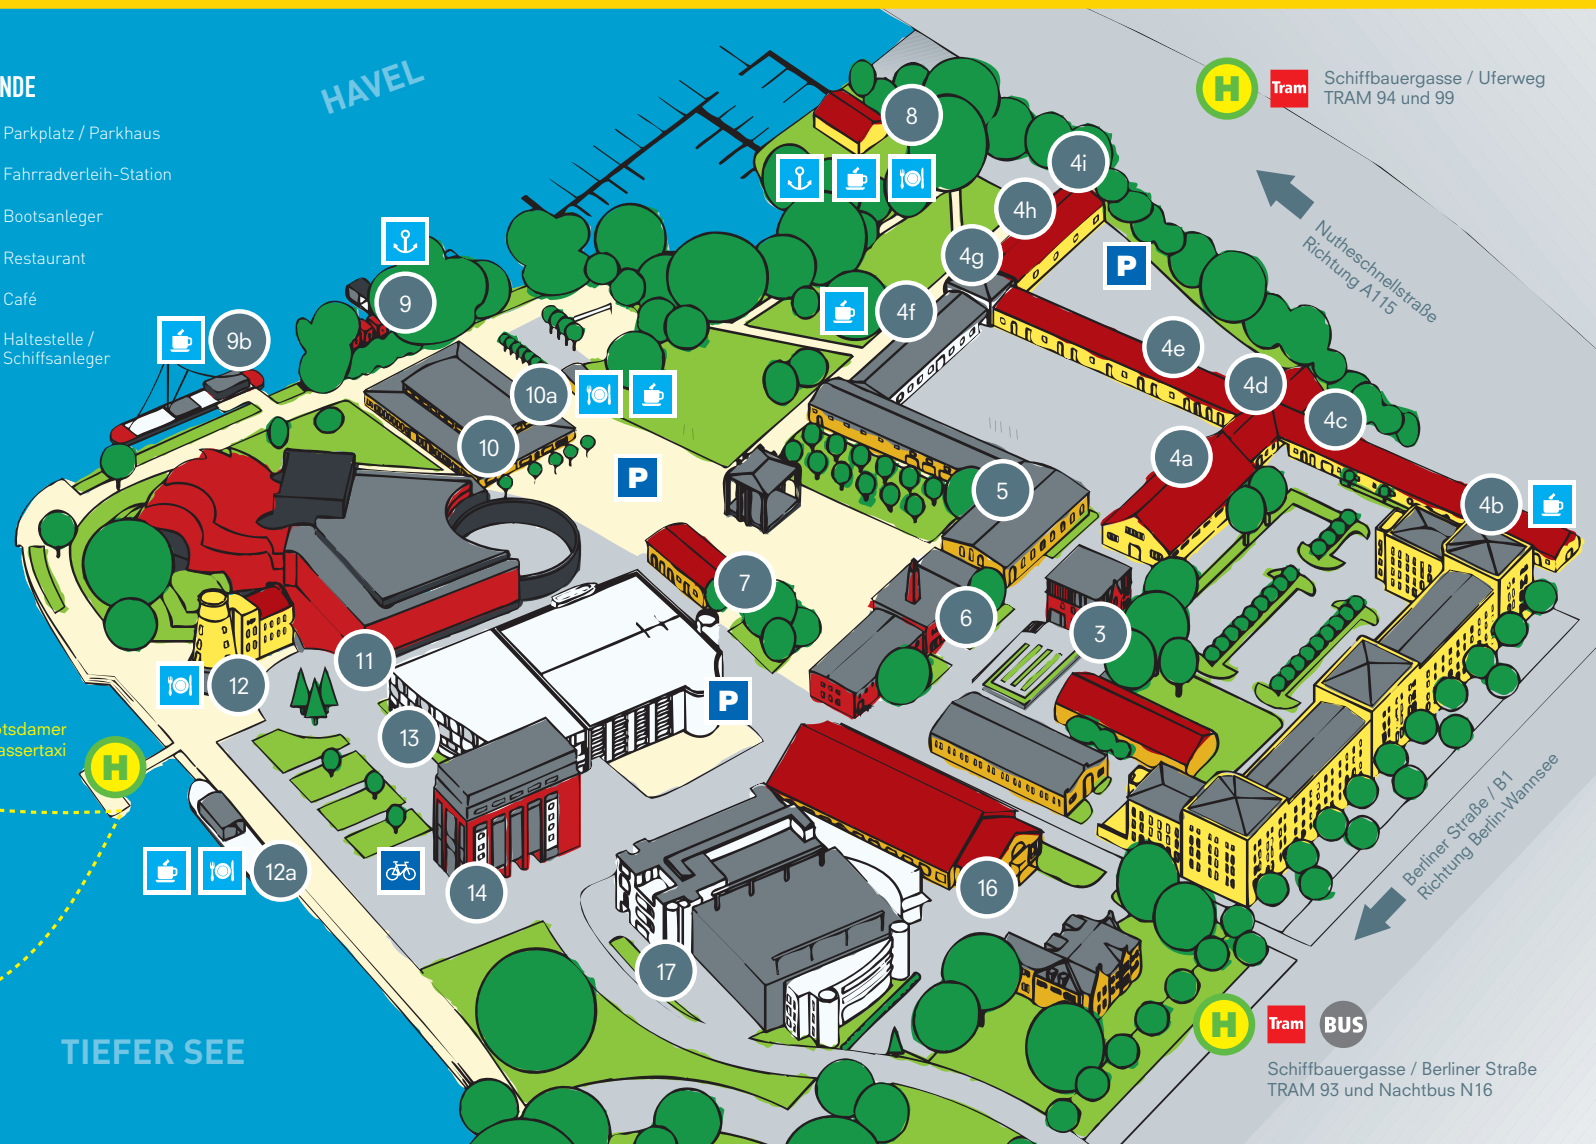 HAVEL
NDE
Parkplatz / Parkhaus
Fahrradverleih-Station
Bootsanleger
Restaurant
Café
Haltestelle /
Schiffsanleger
H
Tram
Schiffbauergasse / Uferweg
TRAM 94 und 99
Nutheschnellstraße
Richtung A115
8
4i
4h
4g
P
4f
9
9b
4e
4d
4c
10a
10
4a
4b
P
5
7
6
3
11
12
P
13
otsdamer
assertaxi
H
12a
14
16
17
Berliner Straße / B1
Richtung Berlin-Wannsee
TIEFER SEE
H
Tram
BUS
Schiffbauergasse / Berliner Straße
TRAM 93 und Nachtbus N16